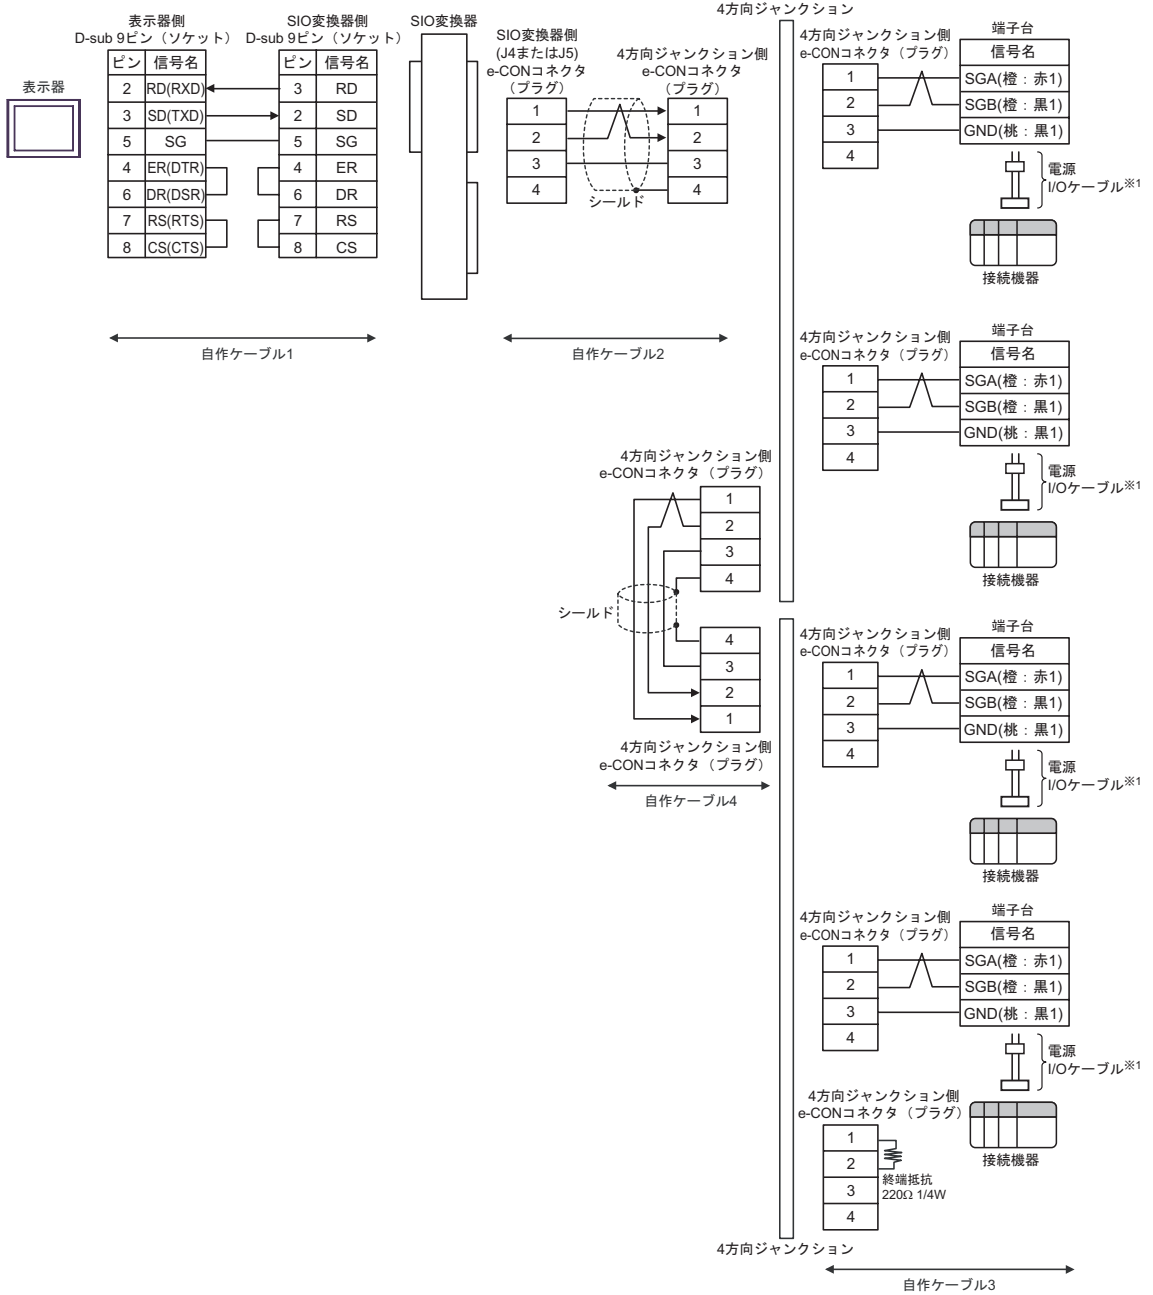 4方向ジャンクション
表示器
表示器側
D-sub 9ピン（ソケット）
ピン 信号名
2 RD(RXD)
3 SD(TXD)
5 SG
4 ER(DTR)
6 DR(DSR)
7 RS(RTS)
8 CS(CTS)
SIO変換器側
D-sub 9ピン（ソケット）
ピン 信号名
3 RD
2 SD
5 SG
4 ER
6 DR
7 RS
8 CS
自作ケーブル1
SIO変換器
SIO変換器側
(J4またはJ5)
e-CONコネクタ
（プラグ）
1
2
3
4
シールド
4方向ジャンクション側
e-CONコネクタ
（プラグ）
1
2
3
4
自作ケーブル2
4方向ジャンクション側
e-CONコネクタ（プラグ）
1
2
3
4
シールド
4
3
2
1
4方向ジャンクション側
e-CONコネクタ（プラグ）
自作ケーブル4
4方向ジャンクション側
e-CONコネクタ（プラグ）
1
2
3
4
端子台
信号名
SGA(橙：赤1)
SGB(橙：黒1)
GND(桃：黒1)
電源
I/Oケーブル※1
接続機器
4方向ジャンクション側
e-CONコネクタ（プラグ）
1
2
3
4
端子台
信号名
SGA(橙：赤1)
SGB(橙：黒1)
GND(桃：黒1)
電源
I/Oケーブル※1
接続機器
4方向ジャンクション側
e-CONコネクタ（プラグ）
1
2
3
4
端子台
信号名
SGA(橙：赤1)
SGB(橙：黒1)
GND(桃：黒1)
電源
I/Oケーブル※1
接続機器
4方向ジャンクション側
e-CONコネクタ（プラグ）
1
2
3
4
端子台
信号名
SGA(橙：赤1)
SGB(橙：黒1)
GND(桃：黒1)
電源
I/Oケーブル※1
接続機器
4方向ジャンクション側
e-CONコネクタ（プラグ）
1
2
3
4
終端抵抗
220Ω 1/4W
4方向ジャンクション
自作ケーブル3